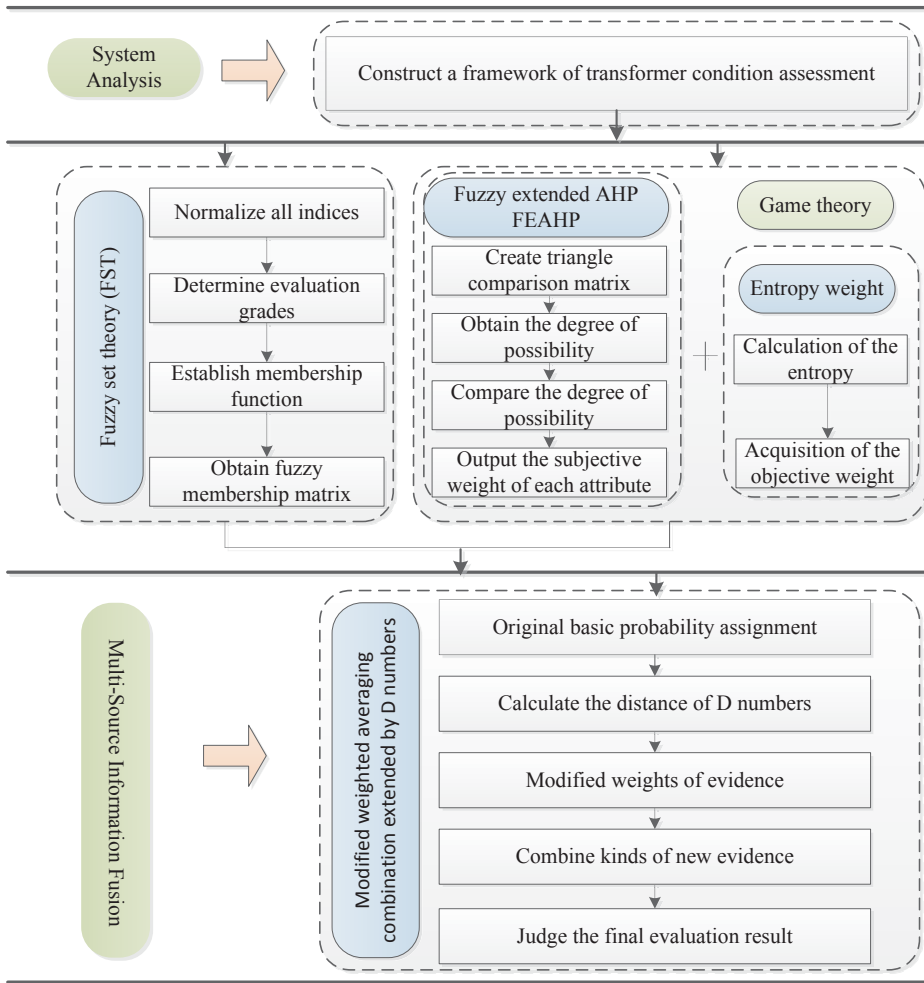 System
Analysis
Construct a framework of transformer condition assessment
Fuzzy set theory (FST)
Normalize all indices
Determine evaluation
grades
Establish membership
function
Obtain fuzzy
membership matrix
Fuzzy extended AHP
FEAHP
Create triangle
comparison matrix
Obtain the degree of
possibility
Compare the degree of
possibility
Output the subjective
weight of each attribute
+
Game theory
Entropy weight
Calculation of the
entropy
Acquisition of the
objective weight
Multi-Source Information Fusion
Modified weighted averaging
combination extended by D numbers
Original basic probability assignment
Calculate the distance of D numbers
Modified weights of evidence
Combine kinds of new evidence
Judge the final evaluation result